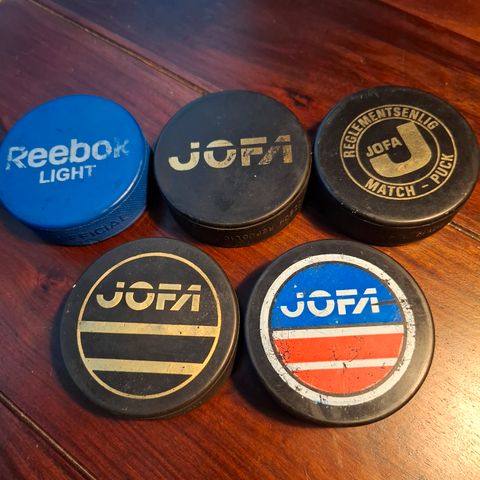 Reebok
LIGHT
JOFA
REGLEMENTSENLIG
JOFA
J
MATCH - PUCK
JOFA
JOFA